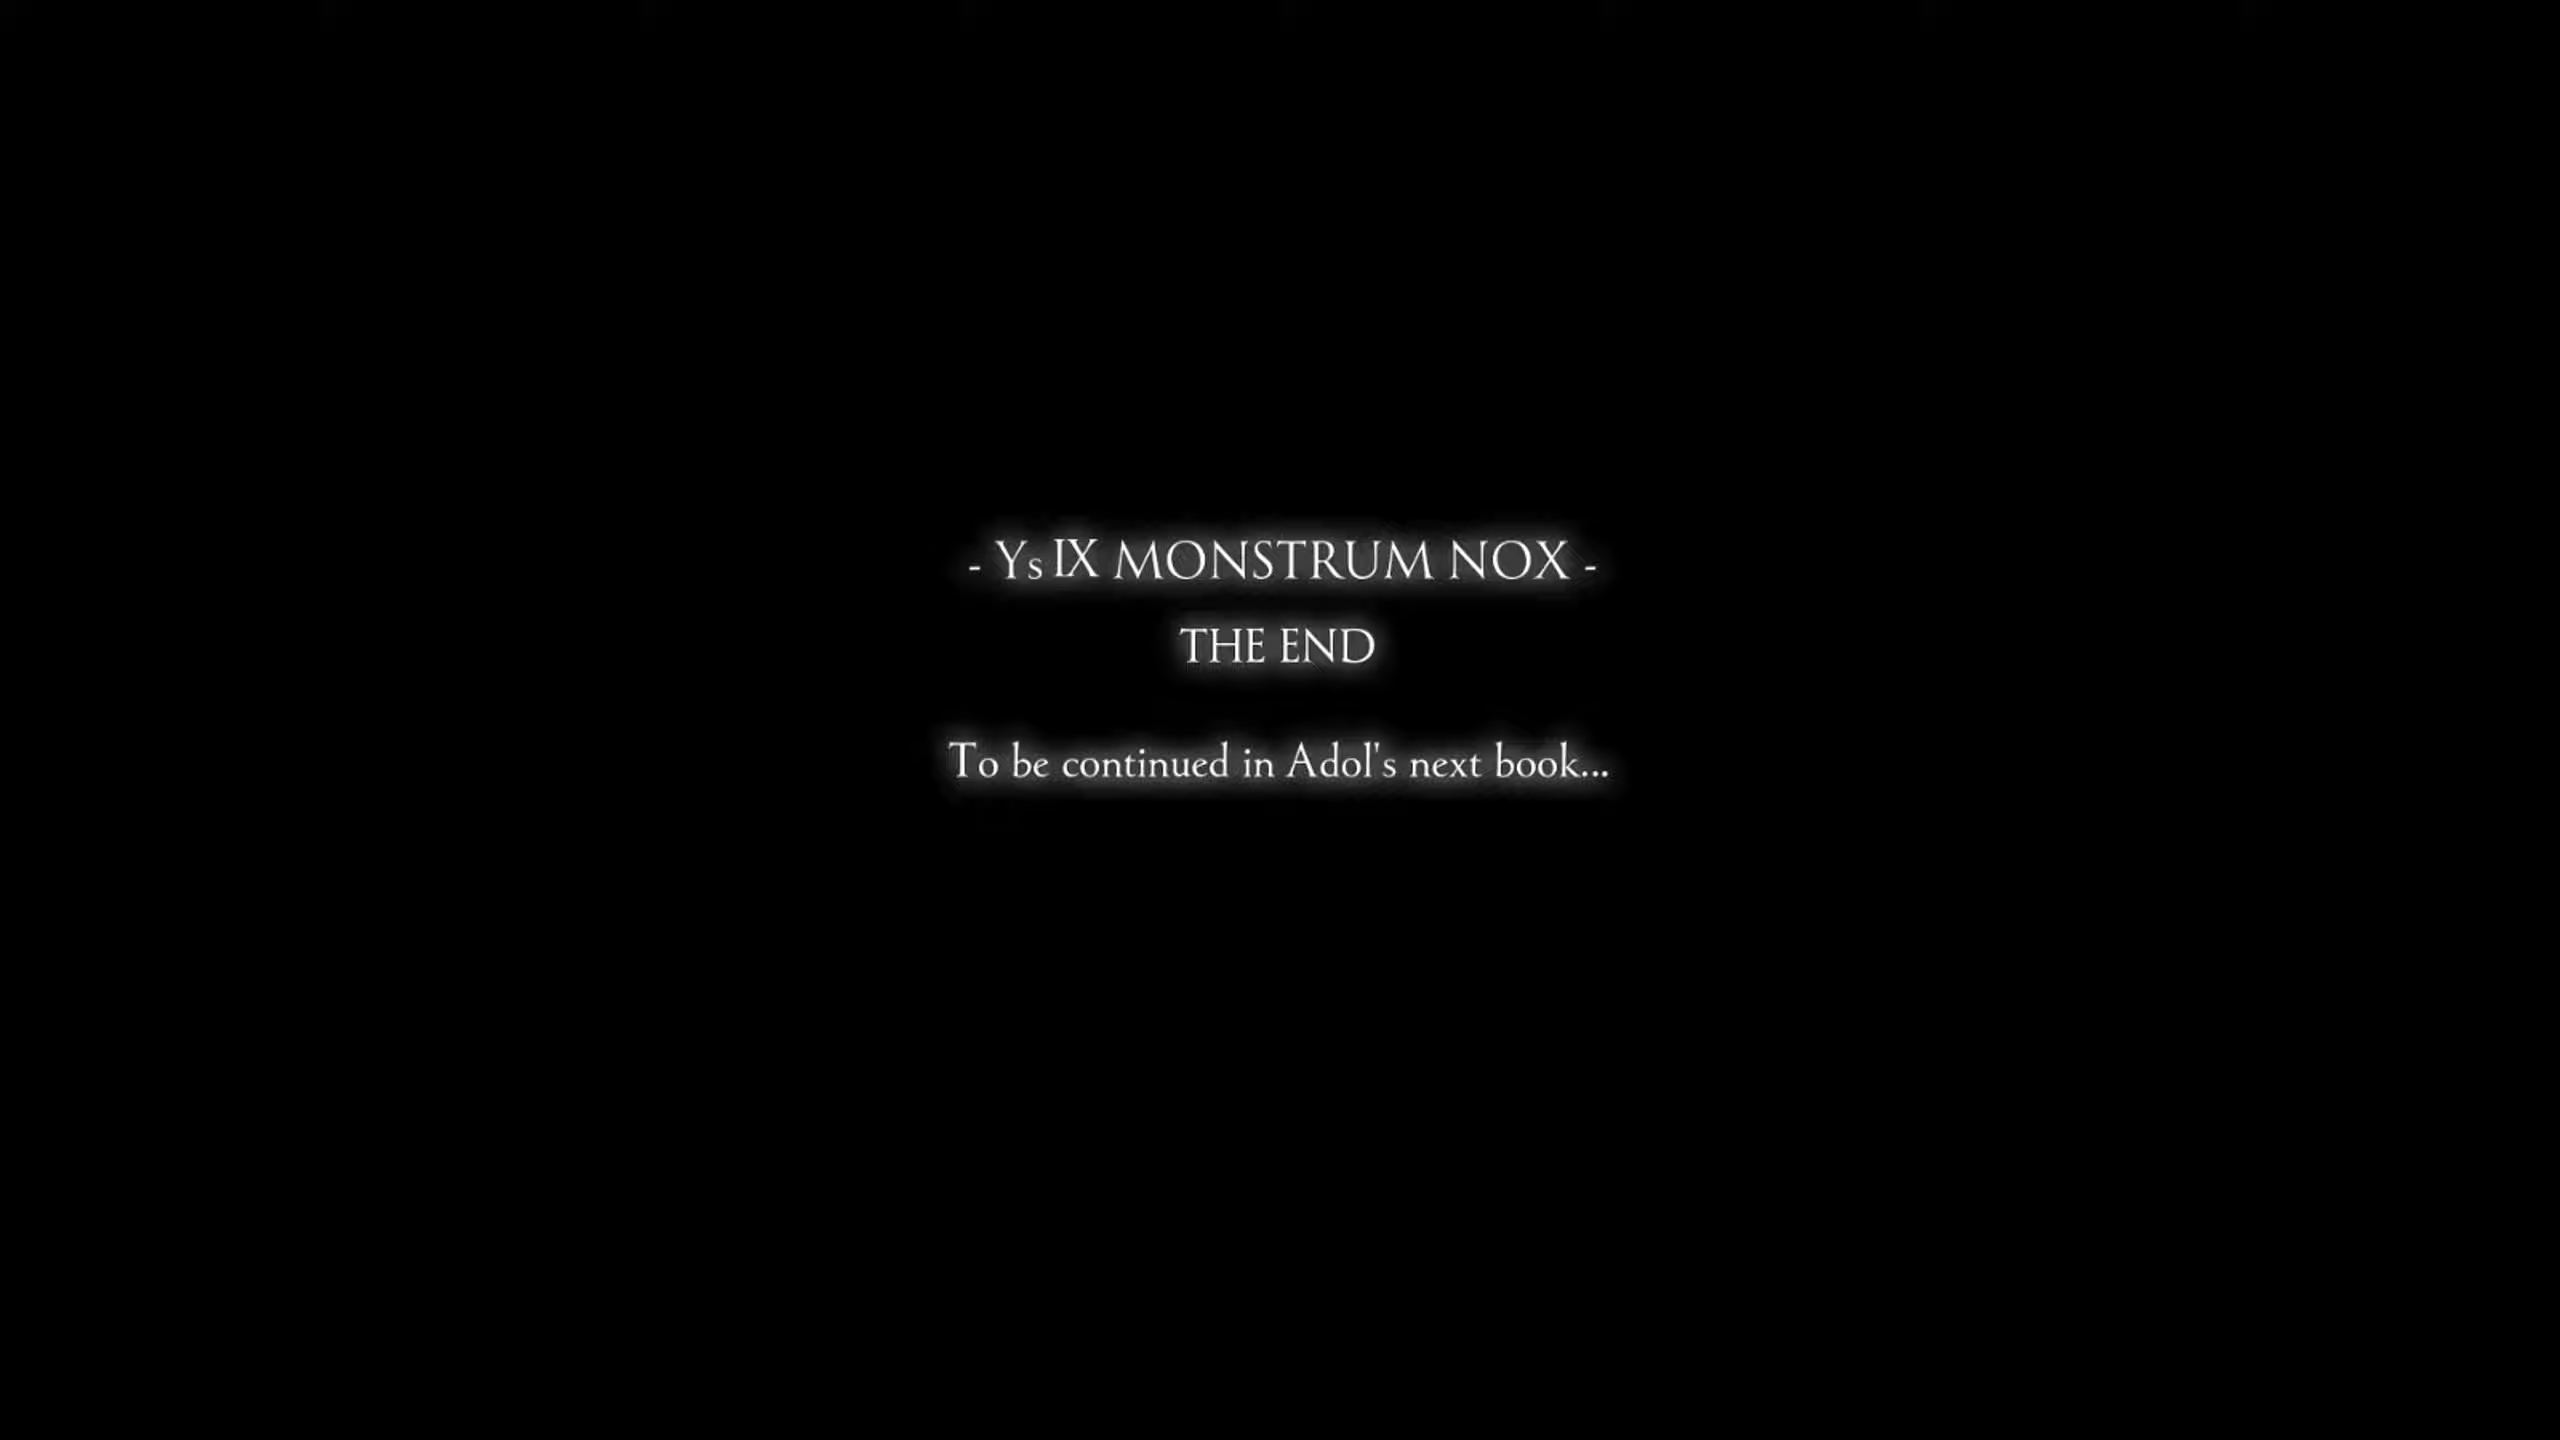 - Ys IX MONSTRUM NOX -
THE END
To be continued in Adol's next book...